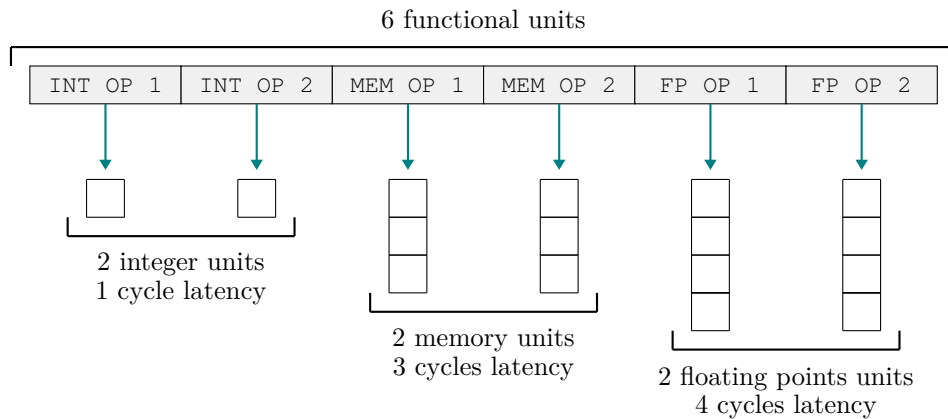 6 functional units
INT OP 1 INT OP 2 MEM OP 1 MEM OP 2 FP OP 1 FP OP 2
2 integer units
1 cycle latency
2 memory units
3 cycles latency
2 floating points units
4 cycles latency